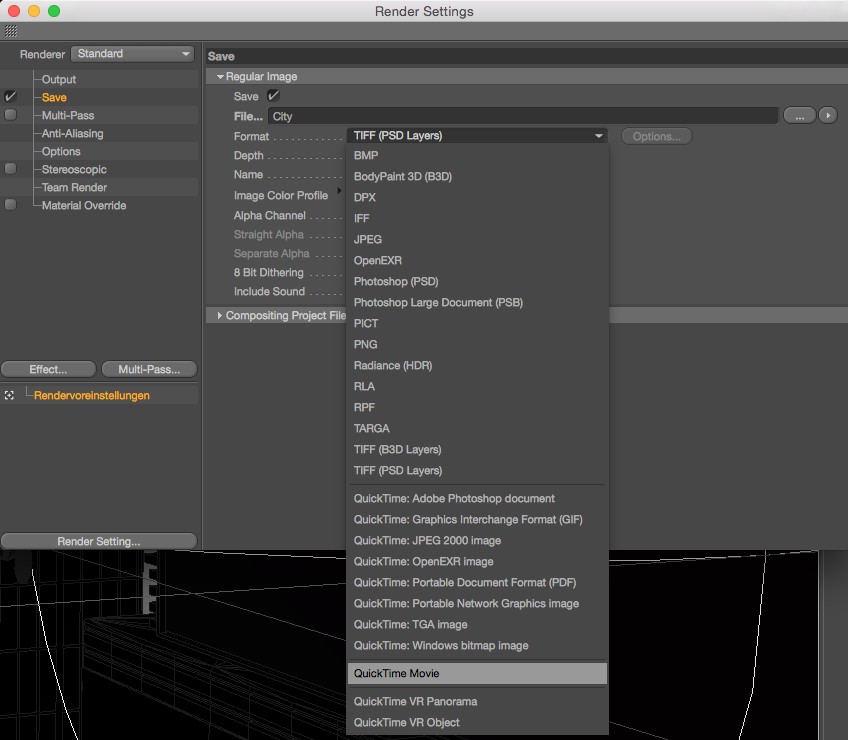 Render Settings
Renderer Standard
Output
Save
Multi-Pass
Anti-Aliasing
Options
Stereoscopic
Team Render
Material Override
Effect... Multi-Pass...
Rendervoreinstellungen
Render Setting...
Save
Regular Image
Save
File... City ...
Format TIFF (PSD Layers) Options...
Depth
Name
Image Color Profile
Alpha Channel
Straight Alpha
Separate Alpha
8 Bit Dithering
Include Sound
Compositing Project File
BMP
BodyPaint 3D (B3D)
DPX
IFF
JPEG
OpenEXR
Photoshop (PSD)
Photoshop Large Document (PSB)
PICT
PNG
Radiance (HDR)
RLA
RPF
TARGA
TIFF (B3D Layers)
TIFF (PSD Layers)
QuickTime: Adobe Photoshop document
QuickTime: Graphics Interchange Format (GIF)
QuickTime: JPEG 2000 image
QuickTime: OpenEXR image
QuickTime: Portable Document Format (PDF)
QuickTime: Portable Network Graphics image
QuickTime: TGA image
QuickTime: Windows bitmap image
QuickTime Movie
QuickTime VR Panorama
QuickTime VR Object